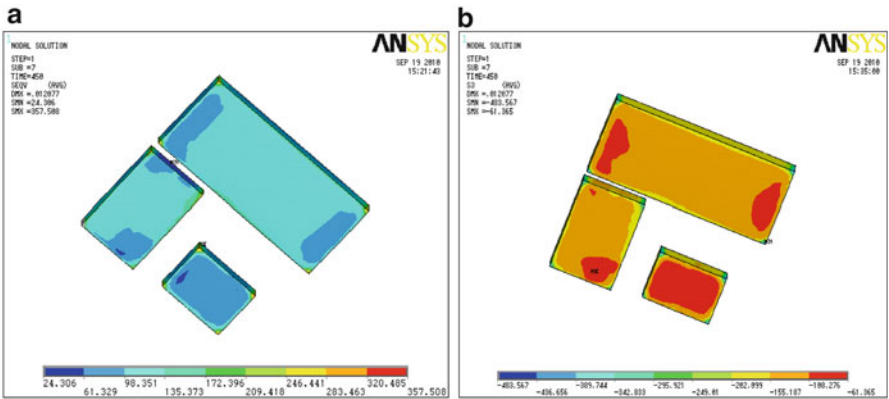 a
1
NODAL SOLUTION
STEP=1
SUB =7
TIME=450
SEQV (AVG)
DMX =.012877
SMN =24.306
SMX =357.508
ANSYS
SEP 19 2010
15:21:43
24.306 98.351 172.396 246.441 320.485
61.329 135.373 209.418 283.463 357.508
b
1
NODAL SOLUTION
STEP=1
SUB =7
TIME=450
S3 (AVG)
DMX =.012877
SMN =-483.567
SMX =-61.365
ANSYS
SEP 19 2010
15:35:00
-483.567 -389.744 -295.921 -202.099 -108.276
-436.656 -342.833 -249.01 -155.187 -61.365